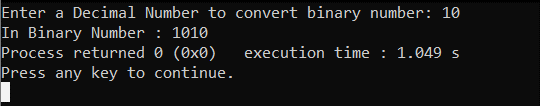 Enter a Decimal Number to convert binary number: 10
In Binary Number : 1010
Process returned 0 (0x0)   execution time : 1.049 s
Press any key to continue.